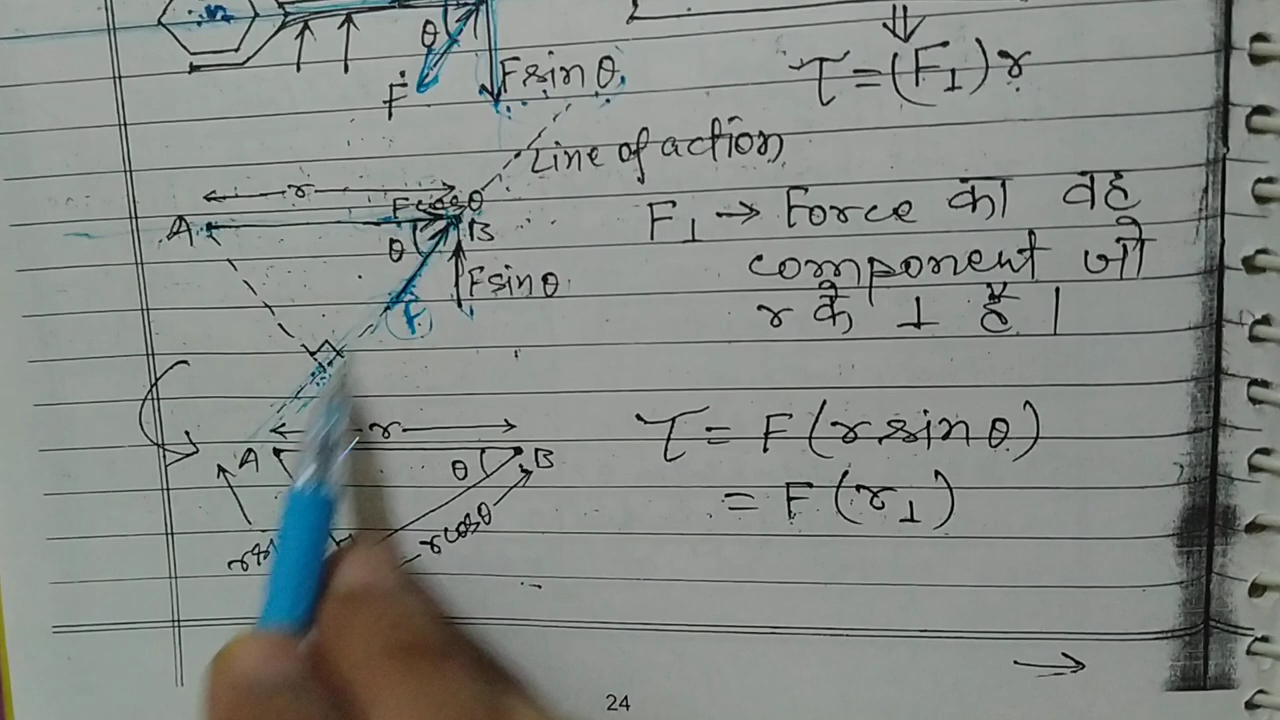 θ
F
Fsinθ
τ = (F⊥) r
Line of action
r
Fcosθ
A
B
θ
Fsinθ
F
F⊥ → Force का वह
component जो
r के ⊥ है।
r
A
θ
B
rcosθ
τ = F (r sinθ)
= F (r⊥)
24